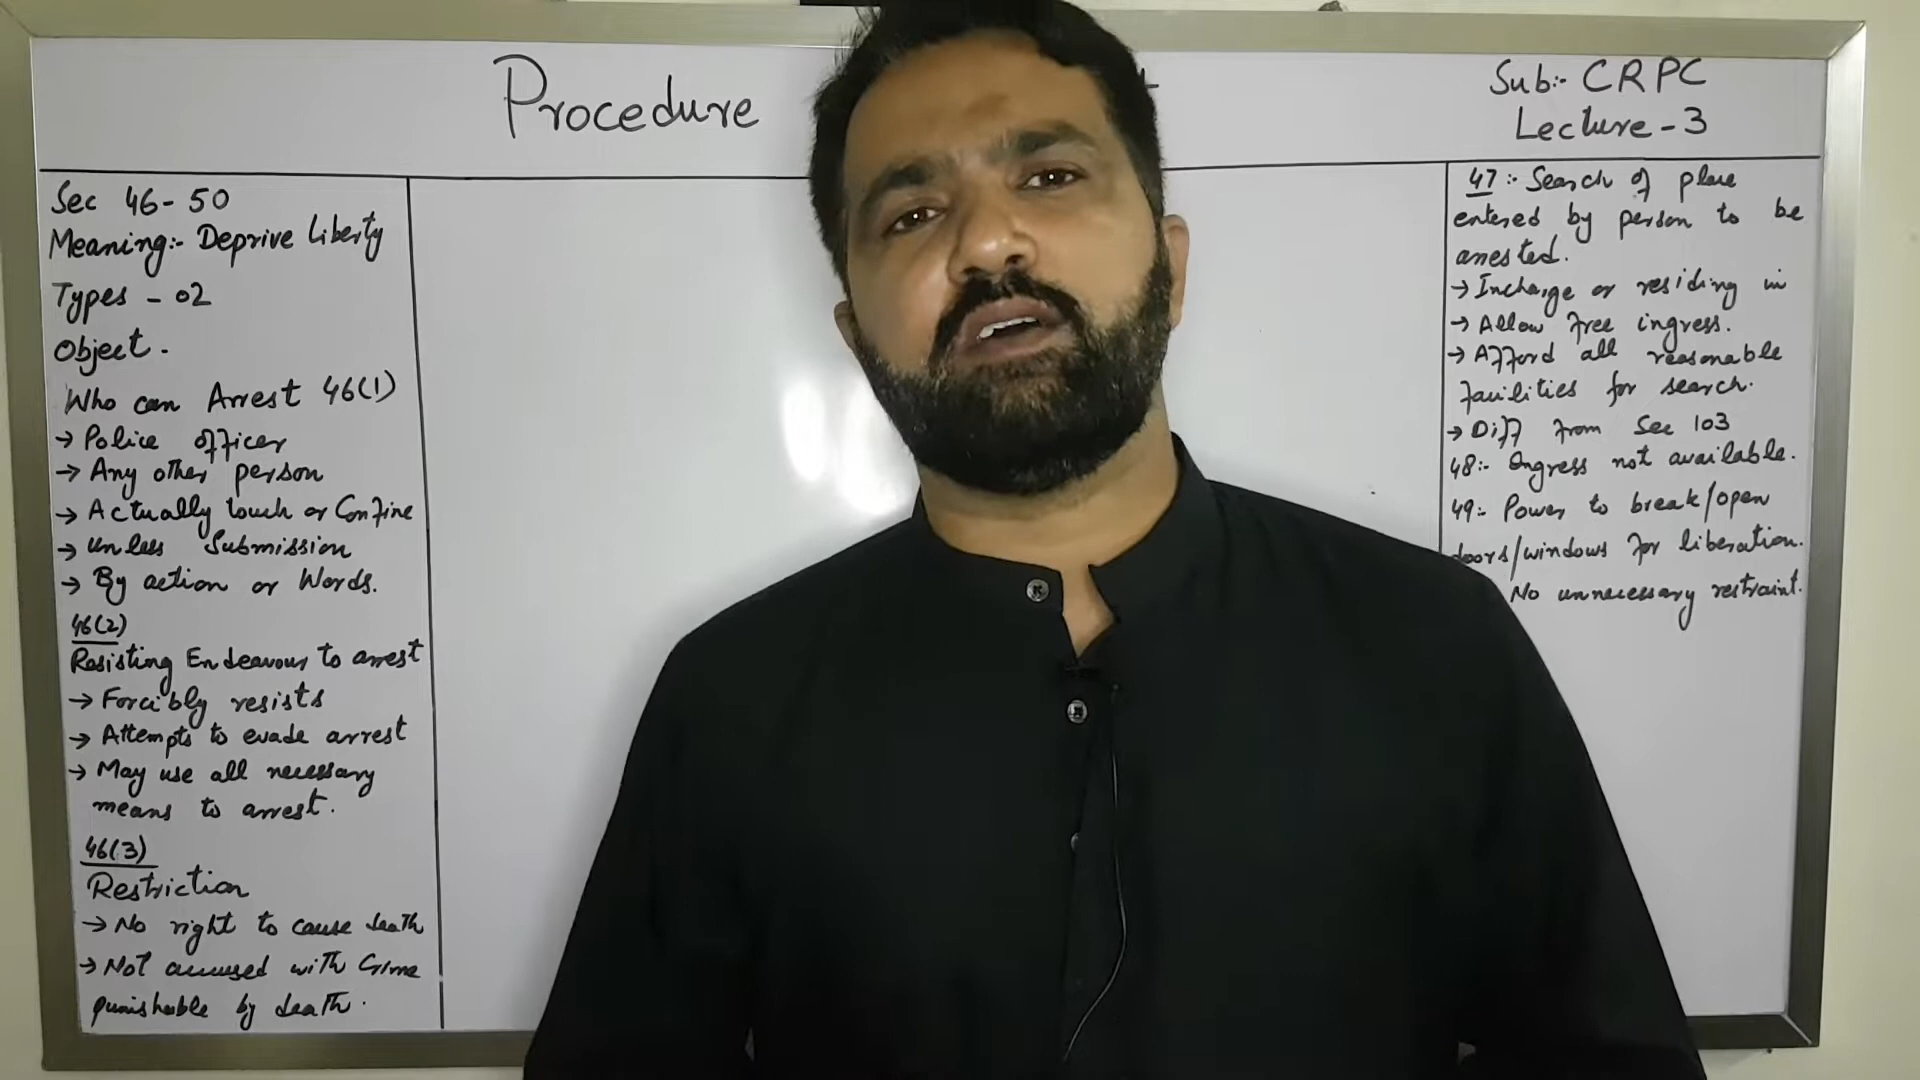 Procedure
Sub:- CRPC
Lecture - 3
Sec 46 - 50
Meaning:- Deprive liberty
Types - 02
Object -
Who can Arrest 46(1)
→ Police officer
→ Any other person
→ Actually touch or Confine
→ Unless Submission
→ By action or Words.
46(2)
Resisting Endeavour to arrest
→ Forcibly resists
→ Attempts to evade arrest
→ May use all necessary
means to arrest.
46(3)
Restriction
→ No right to cause death
→ Not accused with Crime
punishable by death.
47:- Search of place
entered by person to be
arrested.
→ Incharge or residing in
→ Allow free ingress.
→ Afford all reasonable
facilities for search.
→ Diff from Sec 103
48:- Ingress not available.
49:- Power to break/open
doors/windows for liberation.
No unnecessary restraint.